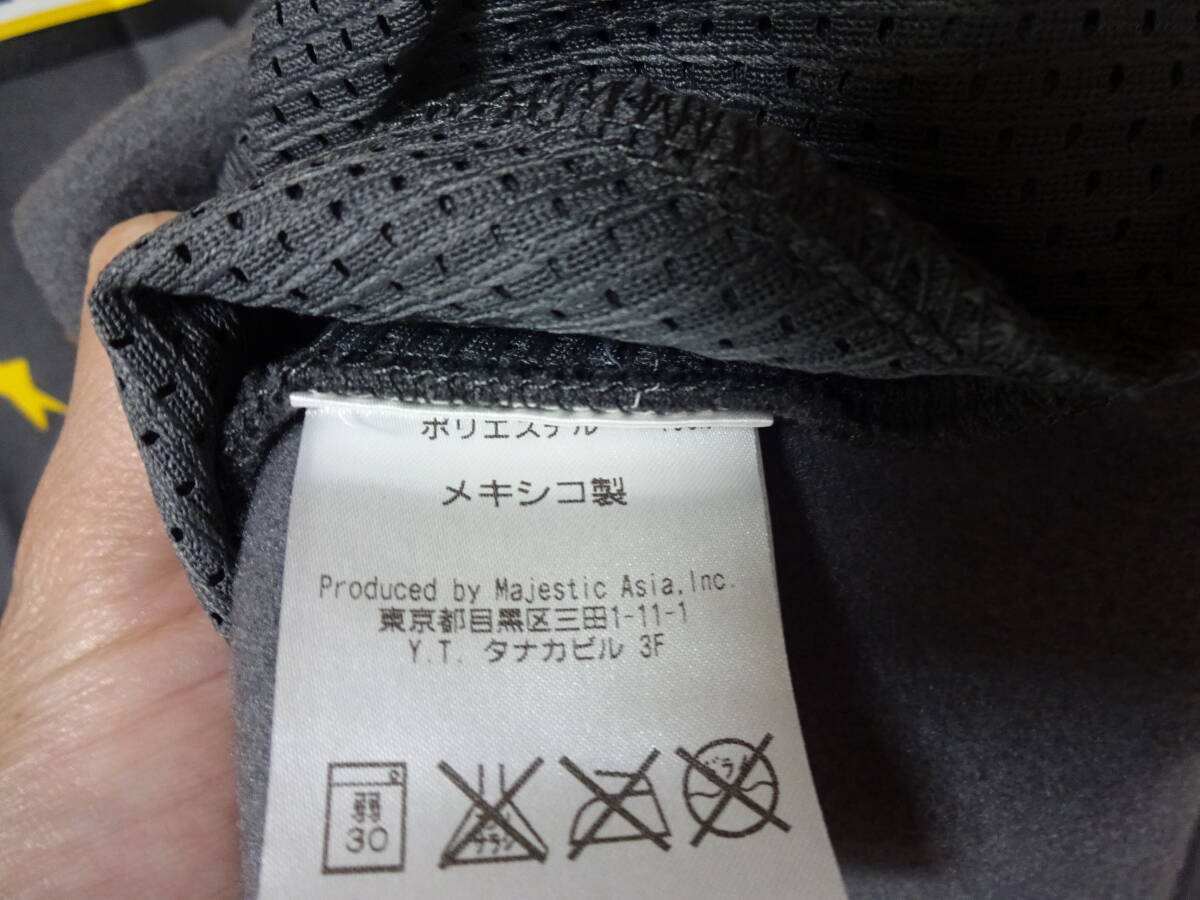 ポリエステル
メキシコ製
Produced by Majestic Asia,Inc.
東京都目黒区三田1-11-1
Y.T. タナカビル 3F
弱
30